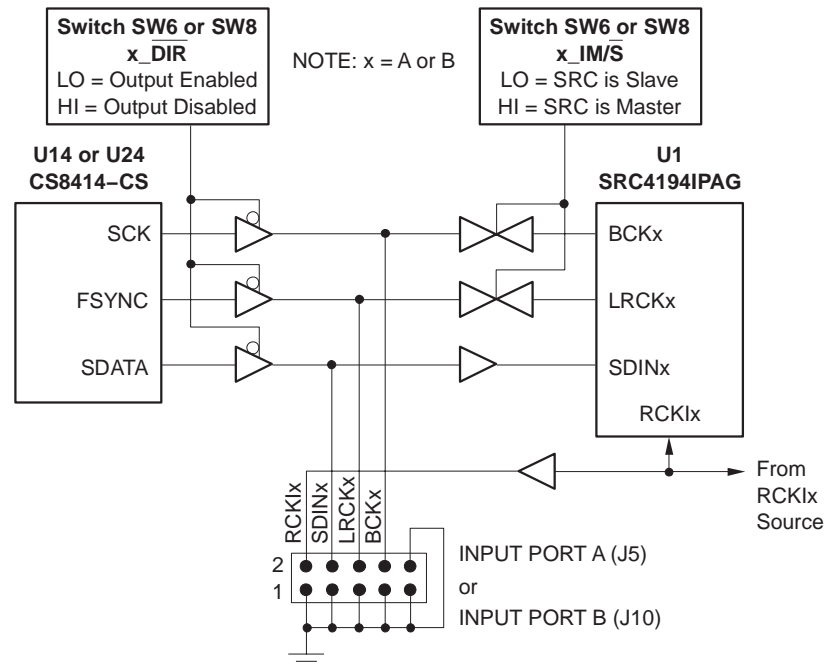 Switch SW6 or SW8
x_DIR
LO = Output Enabled
HI = Output Disabled
NOTE: x = A or B
Switch SW6 or SW8
x_IM/S
LO = SRC is Slave
HI = SRC is Master
U14 or U24
CS8414–CS
U1
SRC4194IPAG
SCK
FSYNC
SDATA
BCKx
LRCKx
SDINx
RCKIx
From
RCKIx
Source
RCKIx
SDINx
LRCKx
BCKx
2
1
INPUT PORT A (J5)
or
INPUT PORT B (J10)